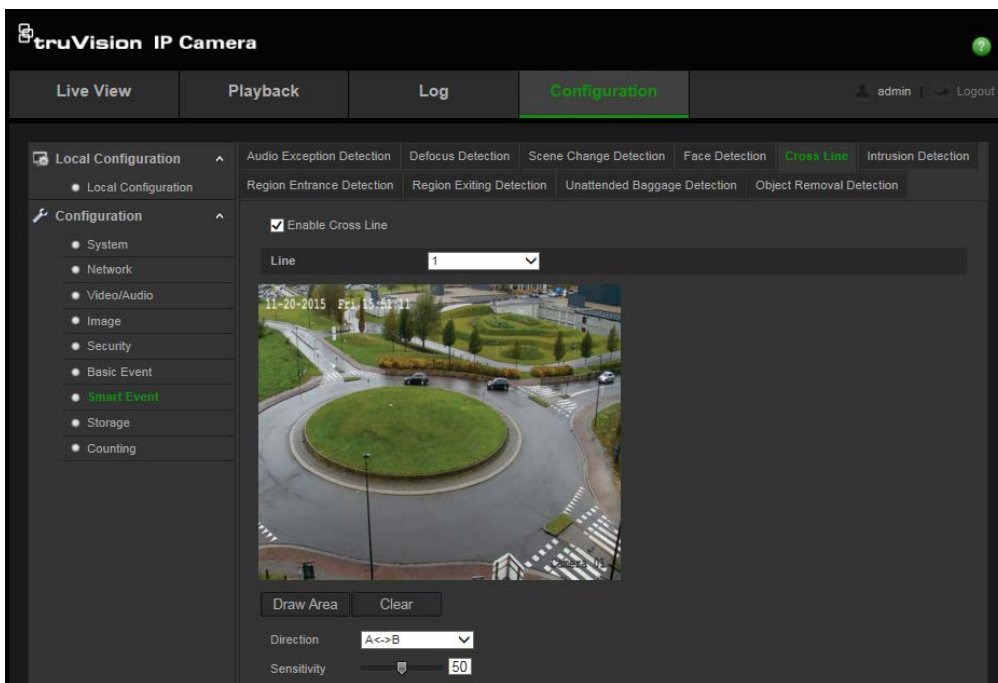 truVision IP Camera
?
Live View Playback Log Configuration admin | Logout
Local Configuration
Local Configuration
Configuration
System
Network
Video/Audio
Image
Security
Basic Event
Smart Event
Storage
Counting
Audio Exception Detection Defocus Detection Scene Change Detection Face Detection Cross Line Intrusion Detection
Region Entrance Detection Region Exiting Detection Unattended Baggage Detection Object Removal Detection
Enable Cross Line
Line 1
11-20-2015 Fri 15:51:11
Camera 01
Draw Area Clear
Direction A<->B
Sensitivity 50